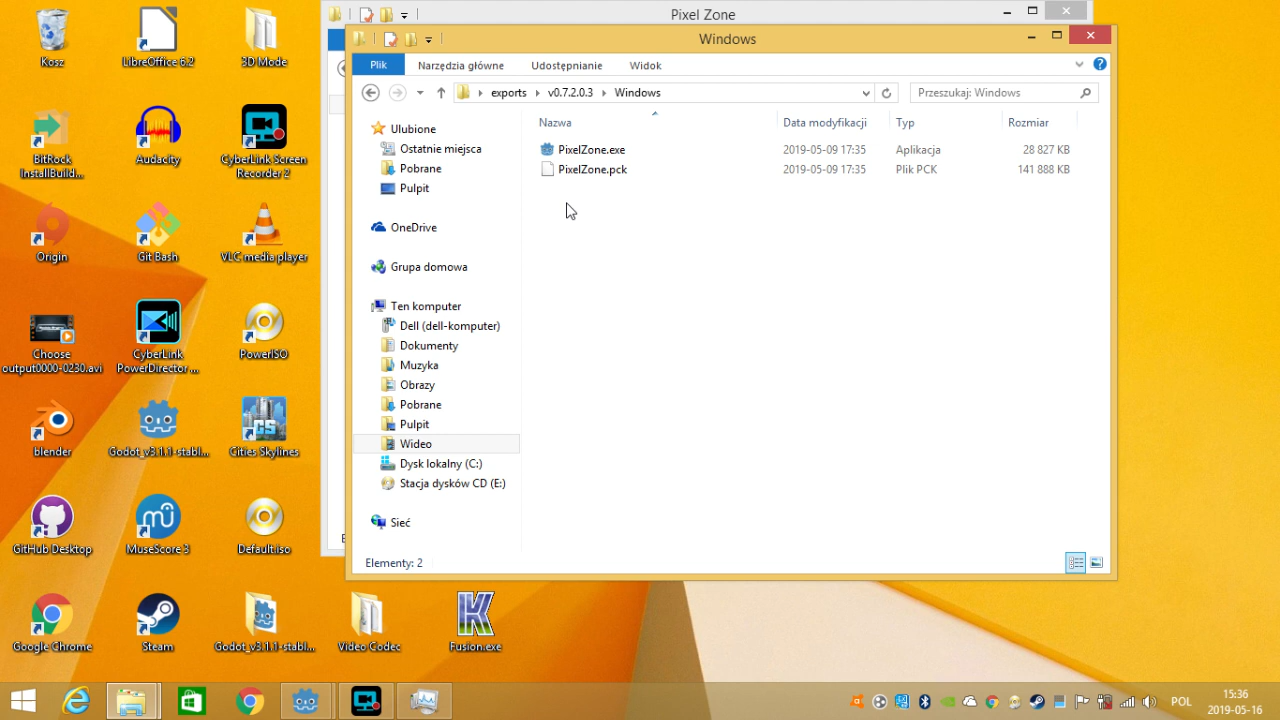 Kosz
LibreOffice 6.2
3D Mode
BitRock
InstallBuild...
Audacity
CyberLink Screen
Recorder 2
Origin
Git Bash
VLC media player
Choose
output0000-0230.avi
CyberLink
PowerDirector ...
PowerISO
blender
Godot_v3.1.1-stabl...
Cities Skylines
GitHub Desktop
MuseScore 3
Default.iso
Google Chrome
Steam
Godot_v3.1.1-stabl...
Video Codec
Fusion.exe
Pixel Zone
Windows
Plik
Narzędzia główne
Udostępnianie
Widok
exports
v0.7.2.0.3
Windows
Przeszukaj: Windows
Nazwa
Data modyfikacji
Typ
Rozmiar
PixelZone.exe 2019-05-09 17:35 Aplikacja 28 827 KB
PixelZone.pck 2019-05-09 17:35 Plik PCK 141 888 KB
Ulubione
Ostatnie miejsca
Pobrane
Pulpit
OneDrive
Grupa domowa
Ten komputer
Dell (dell-komputer)
Dokumenty
Muzyka
Obrazy
Pobrane
Pulpit
Wideo
Dysk lokalny (C:)
Stacja dysków CD (E:)
Sieć
Elementy: 2
POL
15:36
2019-05-16